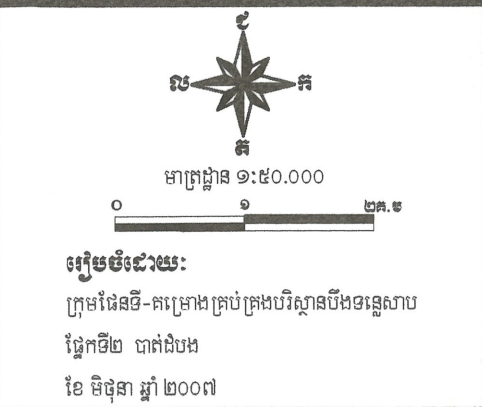 ជ
ល ក
ត
មាត្រដ្ឋាន ១:៥០.០០០
០ ១ ២គ.ម
រៀបចំដោយ:
ក្រុមផែនទី-គម្រោងគ្រប់គ្រងបរិស្ថានបឹងទន្លេសាប
ផ្នែកទី២ បាត់ដំបង
ខែ មិថុនា ឆ្នាំ ២០០៧